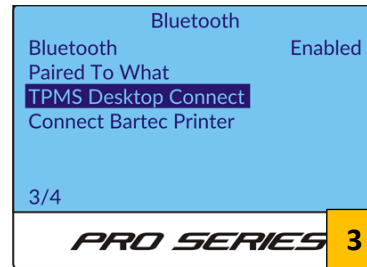 Bluetooth
Bluetooth Enabled
Paired To What
TPMS Desktop Connect
Connect Bartec Printer
3/4
PRO SERIES 3